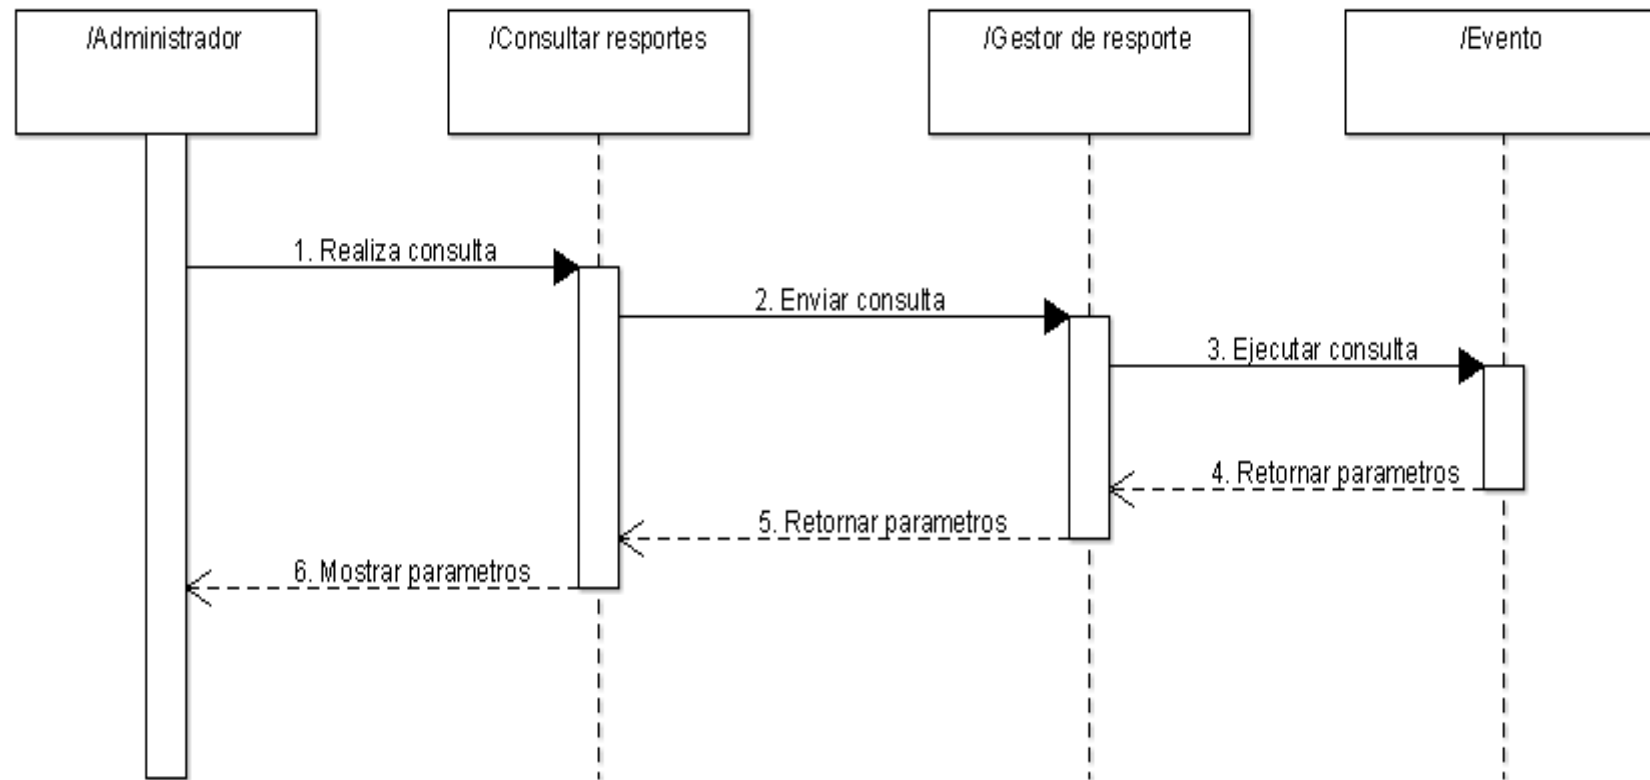 /Administrador
/Consultar resportes
/Gestor de resporte
/Evento
1. Realiza consulta
2. Enviar consulta
3. Ejecutar consulta
4. Retornar parametros
5. Retornar parametros
6. Mostrar parametros